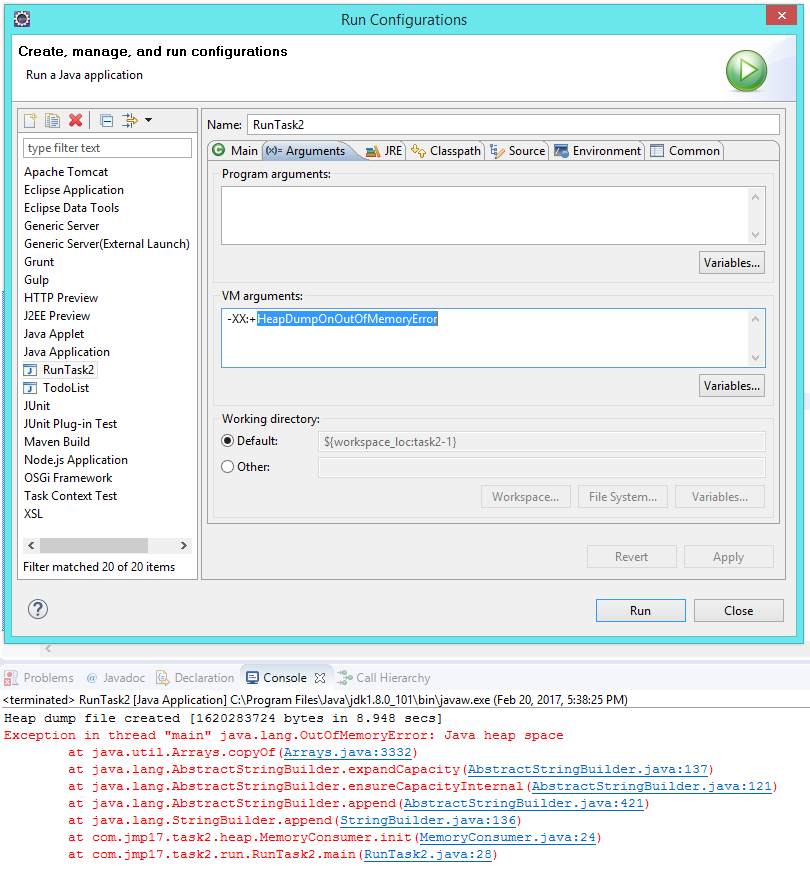 Run Configurations
Create, manage, and run configurations
Run a Java application
type filter text
Apache Tomcat
Eclipse Application
Eclipse Data Tools
Generic Server
Generic Server(External Launch)
Grunt
Gulp
HTTP Preview
J2EE Preview
Java Applet
Java Application
RunTask2
TodoList
JUnit
JUnit Plug-in Test
Maven Build
Node.js Application
OSGi Framework
Task Context Test
XSL
Filter matched 20 of 20 items
Name: RunTask2
Main (x)= Arguments JRE Classpath Source Environment Common
Program arguments:
Variables...
VM arguments:
-XX:+HeapDumpOnOutOfMemoryError
Variables...
Working directory:
Default: ${workspace_loc:task2-1}
Other:
Workspace... File System... Variables...
Revert Apply
? Run Close
Problems @ Javadoc Declaration Console Call Hierarchy
<terminated> RunTask2 [Java Application] C:\Program Files\Java\jdk1.8.0_101\bin\javaw.exe (Feb 20, 2017, 5:38:25 PM)
Heap dump file created [1620283724 bytes in 8.948 secs]
Exception in thread "main" java.lang.OutOfMemoryError: Java heap space
at java.util.Arrays.copyOf(Arrays.java:3332)
at java.lang.AbstractStringBuilder.expandCapacity(AbstractStringBuilder.java:137)
at java.lang.AbstractStringBuilder.ensureCapacityInternal(AbstractStringBuilder.java:121)
at java.lang.AbstractStringBuilder.append(AbstractStringBuilder.java:421)
at java.lang.StringBuilder.append(StringBuilder.java:136)
at com.jmp17.task2.heap.MemoryConsumer.init(MemoryConsumer.java:24)
at com.jmp17.task2.run.RunTask2.main(RunTask2.java:28)